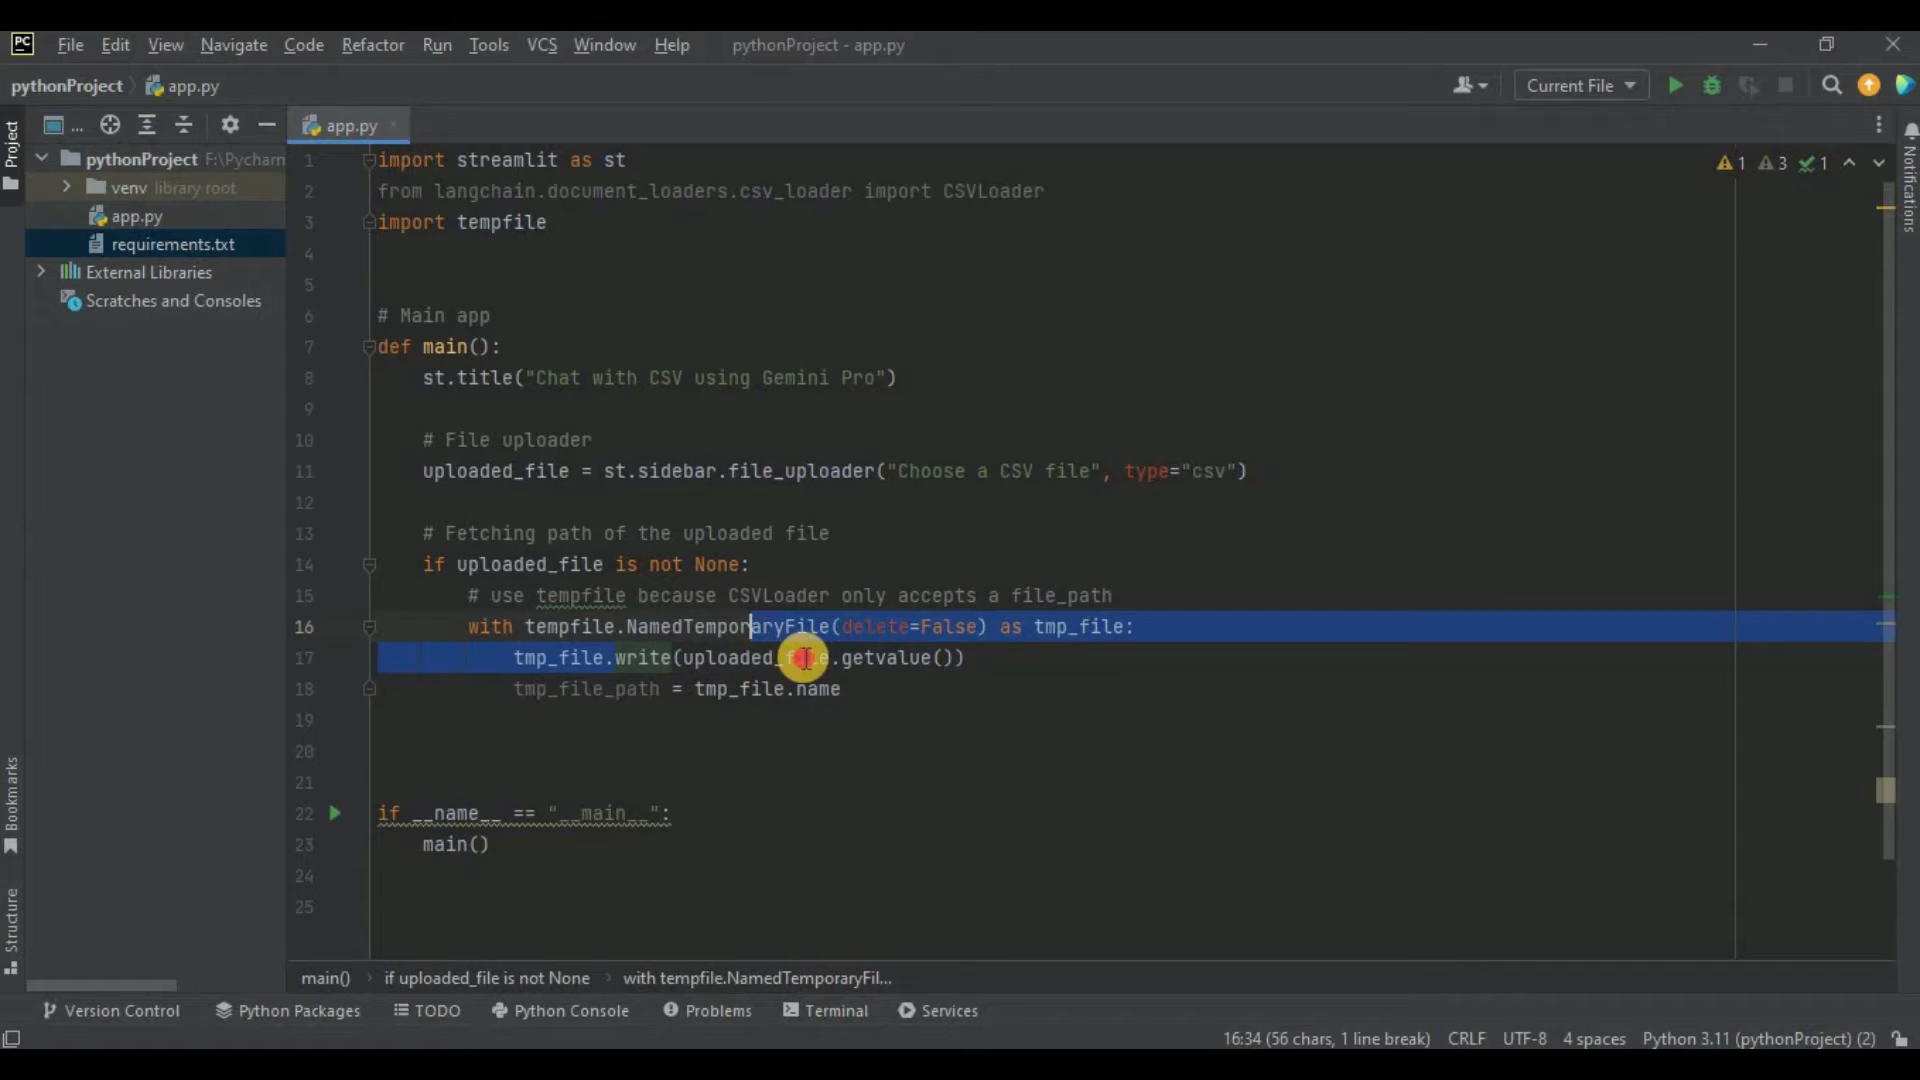 PC File Edit View Navigate Code Refactor Run Tools VCS Window Help pythonProject - app.py
pythonProject app.py Current File
Project ... app.py
pythonProject F:\Pycharm
venv library root
app.py
requirements.txt
External Libraries
Scratches and Consoles
1 import streamlit as st
2 from langchain.document_loaders.csv_loader import CSVLoader
3 import tempfile
4
5
6 # Main app
7 def main():
8 st.title("Chat with CSV using Gemini Pro")
9
10 # File uploader
11 uploaded_file = st.sidebar.file_uploader("Choose a CSV file", type="csv")
12
13 # Fetching path of the uploaded file
14 if uploaded_file is not None:
15 # use tempfile because CSVLoader only accepts a file_path
16 with tempfile.NamedTemporaryFile(delete=False) as tmp_file:
17 tmp_file.write(uploaded_file.getvalue())
18 tmp_file_path = tmp_file.name
19
20
21
22 if __name__ == "__main__":
23 main()
24
25
1 3 1
Notifications
Bookmarks
Structure
main() if uploaded_file is not None with tempfile.NamedTemporaryFil...
Version Control Python Packages TODO Python Console Problems Terminal Services
16:34 (56 chars, 1 line break) CRLF UTF-8 4 spaces Python 3.11 (pythonProject) (2)